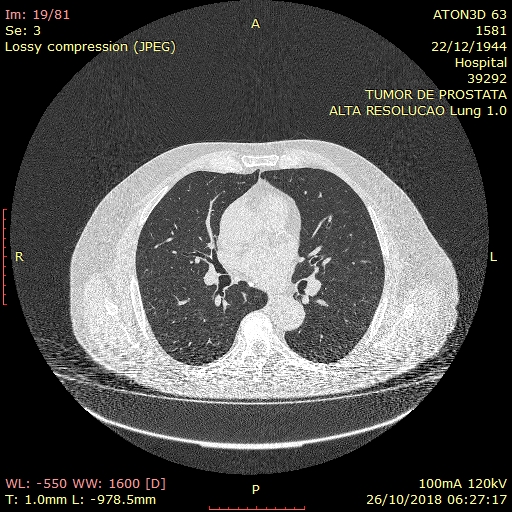 Im: 19/81
Se: 3
Lossy compression (JPEG)
A
ATON3D 63
1581
22/12/1944
Hospital
39292
TUMOR DE PROSTATA
ALTA RESOLUCAO Lung 1.0
R
L
WL: -550 WW: 1600 [D]
T: 1.0mm L: -978.5mm
P
100mA 120kV
26/10/2018 06:27:17